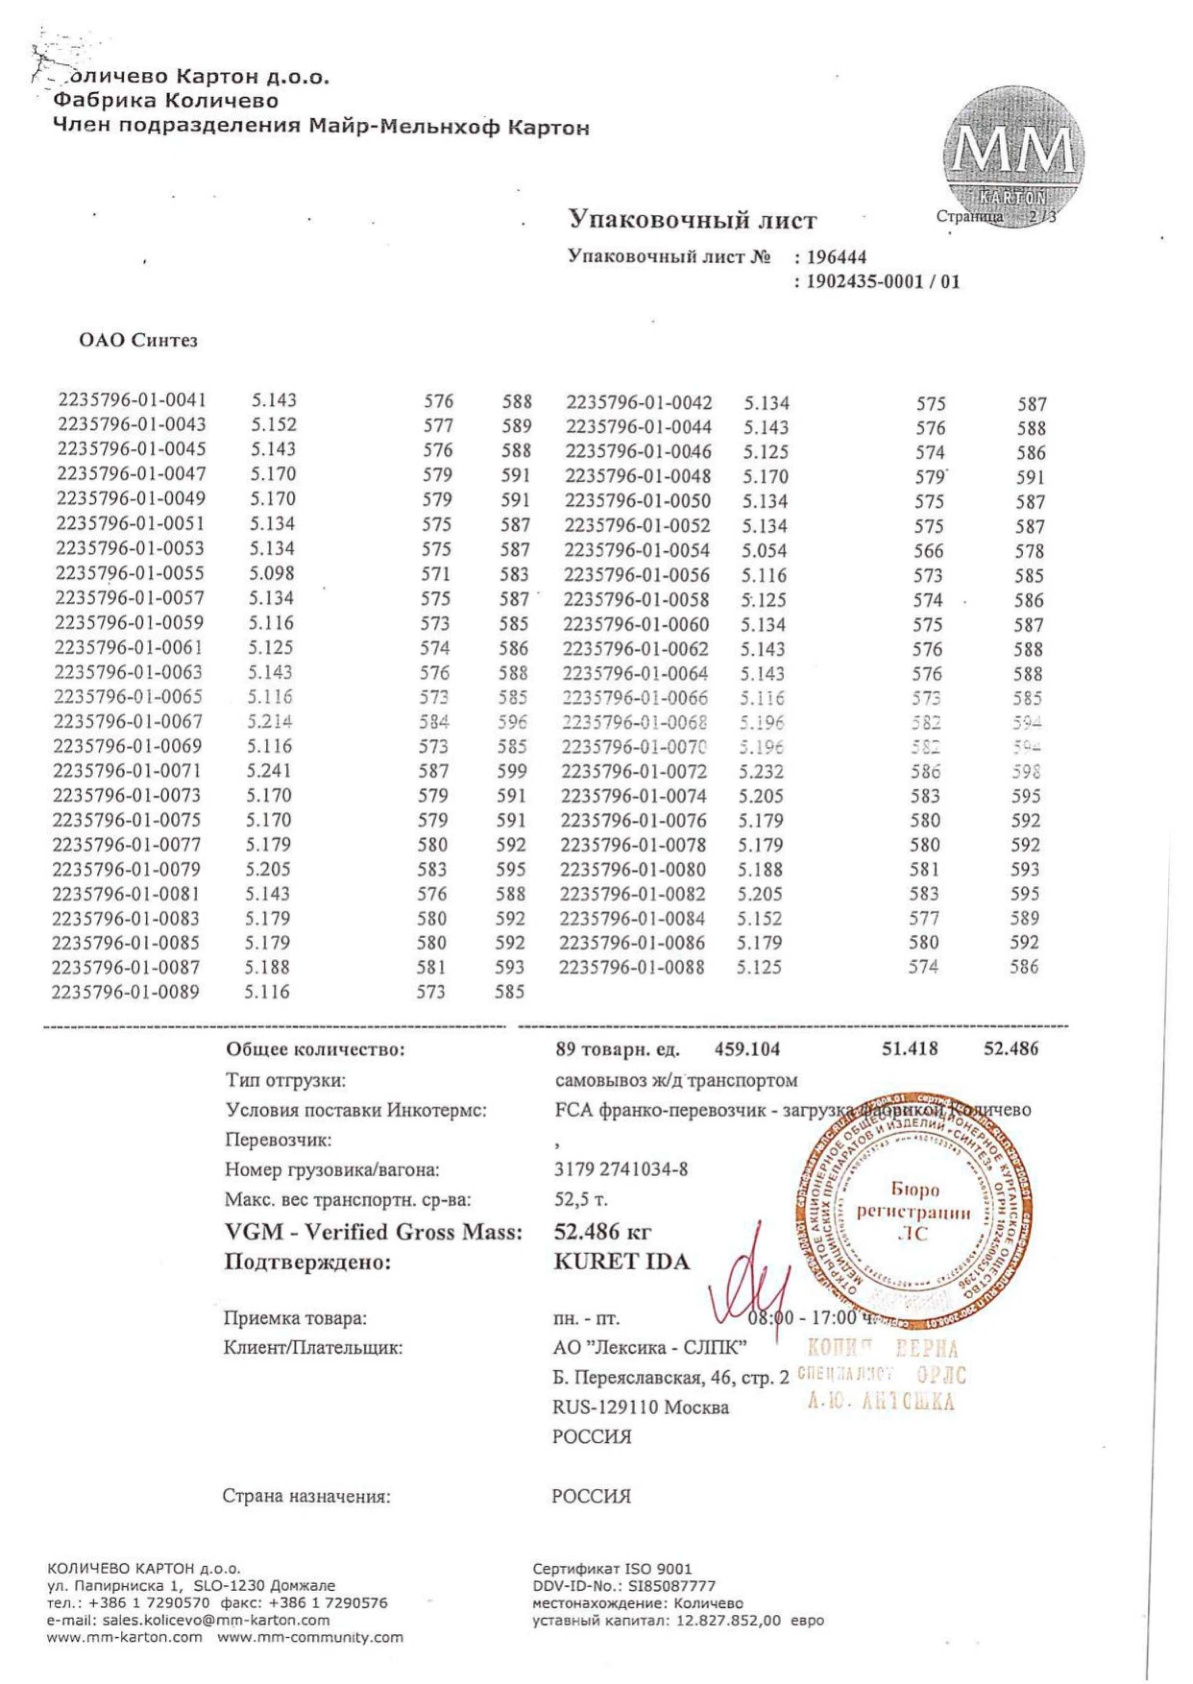 оличево Картон д.о.о.
Фабрика Количево
Член подразделения Майр-Мельнхоф Картон
MM
KARTON
Страница 2 / 3
Упаковочный лист
Упаковочный лист № : 196444
: 1902435-0001 / 01
ОАО Синтез
2235796-01-0041 5.143 576 588 2235796-01-0042 5.134 575 587
2235796-01-0043 5.152 577 589 2235796-01-0044 5.143 576 588
2235796-01-0045 5.143 576 588 2235796-01-0046 5.125 574 586
2235796-01-0047 5.170 579 591 2235796-01-0048 5.170 579 591
2235796-01-0049 5.170 579 591 2235796-01-0050 5.134 575 587
2235796-01-0051 5.134 575 587 2235796-01-0052 5.134 575 587
2235796-01-0053 5.134 575 587 2235796-01-0054 5.054 566 578
2235796-01-0055 5.098 571 583 2235796-01-0056 5.116 573 585
2235796-01-0057 5.134 575 587 2235796-01-0058 5.125 574 586
2235796-01-0059 5.116 573 585 2235796-01-0060 5.134 575 587
2235796-01-0061 5.125 574 586 2235796-01-0062 5.143 576 588
2235796-01-0063 5.143 576 588 2235796-01-0064 5.143 576 588
2235796-01-0065 5.116 573 585 2235796-01-0066 5.116 573 585
2235796-01-0067 5.214 584 596 2235796-01-0068 5.196 582 594
2235796-01-0069 5.116 573 585 2235796-01-0070 5.196 582 594
2235796-01-0071 5.241 587 599 2235796-01-0072 5.232 586 598
2235796-01-0073 5.170 579 591 2235796-01-0074 5.205 583 595
2235796-01-0075 5.170 579 591 2235796-01-0076 5.179 580 592
2235796-01-0077 5.179 580 592 2235796-01-0078 5.179 580 592
2235796-01-0079 5.205 583 595 2235796-01-0080 5.188 581 593
2235796-01-0081 5.143 576 588 2235796-01-0082 5.205 583 595
2235796-01-0083 5.179 580 592 2235796-01-0084 5.152 577 589
2235796-01-0085 5.179 580 592 2235796-01-0086 5.179 580 592
2235796-01-0087 5.188 581 593 2235796-01-0088 5.125 574 586
2235796-01-0089 5.116 573 585
Общее количество: 89 товарн. ед. 459.104 51.418 52.486
Тип отгрузки: самовывоз ж/д транспортом
Условия поставки Инкотермс: FCA франко-перевозчик - загрузка фабрикой Количево
Перевозчик: ,
Номер грузовика/вагона: 3179 2741034-8
Макс. вес транспортн. ср-ва: 52,5 т.
VGM - Verified Gross Mass: 52.486 кг
Подтверждено: KURET IDA
Приемка товара: пн. - пт. 08:00 - 17:00 ч.
Клиент/Плательщик: АО "Лексика - СЛПК"
Б. Переяславская, 46, стр. 2
RUS-129110 Москва
РОССИЯ
Страна назначения: РОССИЯ
Бюро
регистрации
ЛС
КОПИЯ ВЕРНА
СПЕЦИАЛИСТ ОРЛС
А.Ю. АНТОШКА
КОЛИЧЕВО КАРТОН д.о.о.
ул. Папирниска 1, SLO-1230 Домжале
тел.: +386 1 7290570 факс: +386 1 7290576
e-mail: sales.kolicevo@mm-karton.com
www.mm-karton.com www.mm-community.com
Сертификат ISO 9001
DDV-ID-No.: SI85087777
местонахождение: Количево
уставный капитал: 12.827.852,00 евро